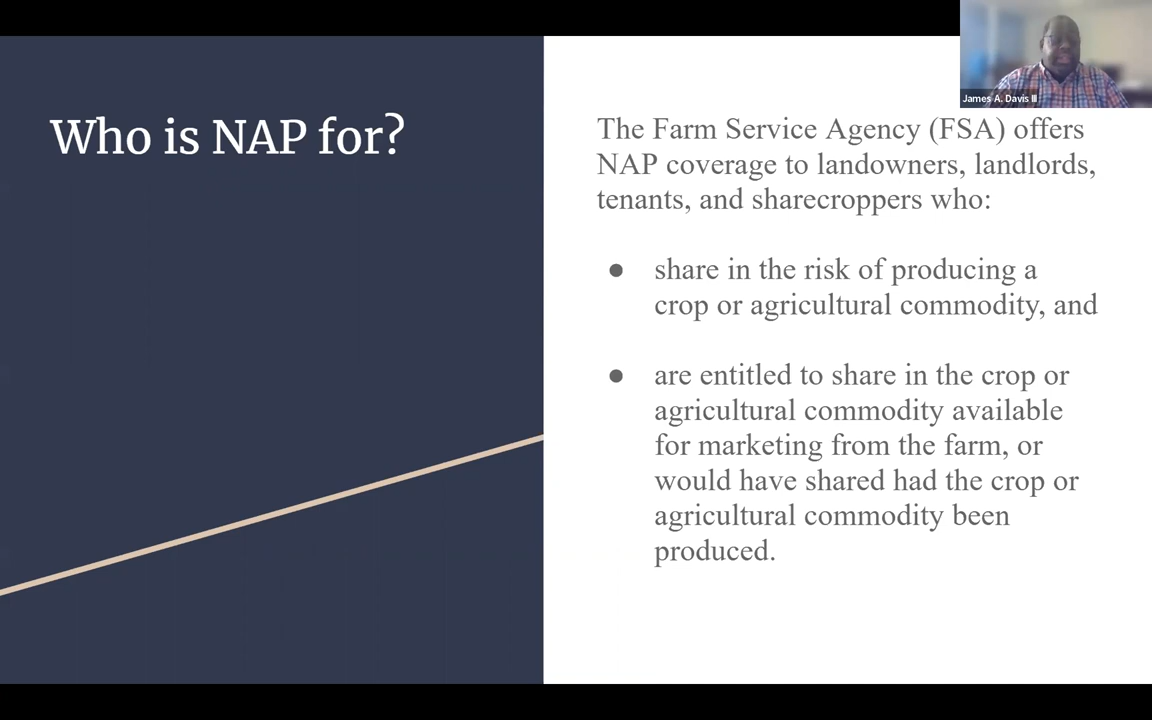 James A. Davis III
Who is NAP for?
The Farm Service Agency (FSA) offers
NAP coverage to landowners, landlords,
tenants, and sharecroppers who:
● share in the risk of producing a
crop or agricultural commodity, and
● are entitled to share in the crop or
agricultural commodity available
for marketing from the farm, or
would have shared had the crop or
agricultural commodity been
produced.